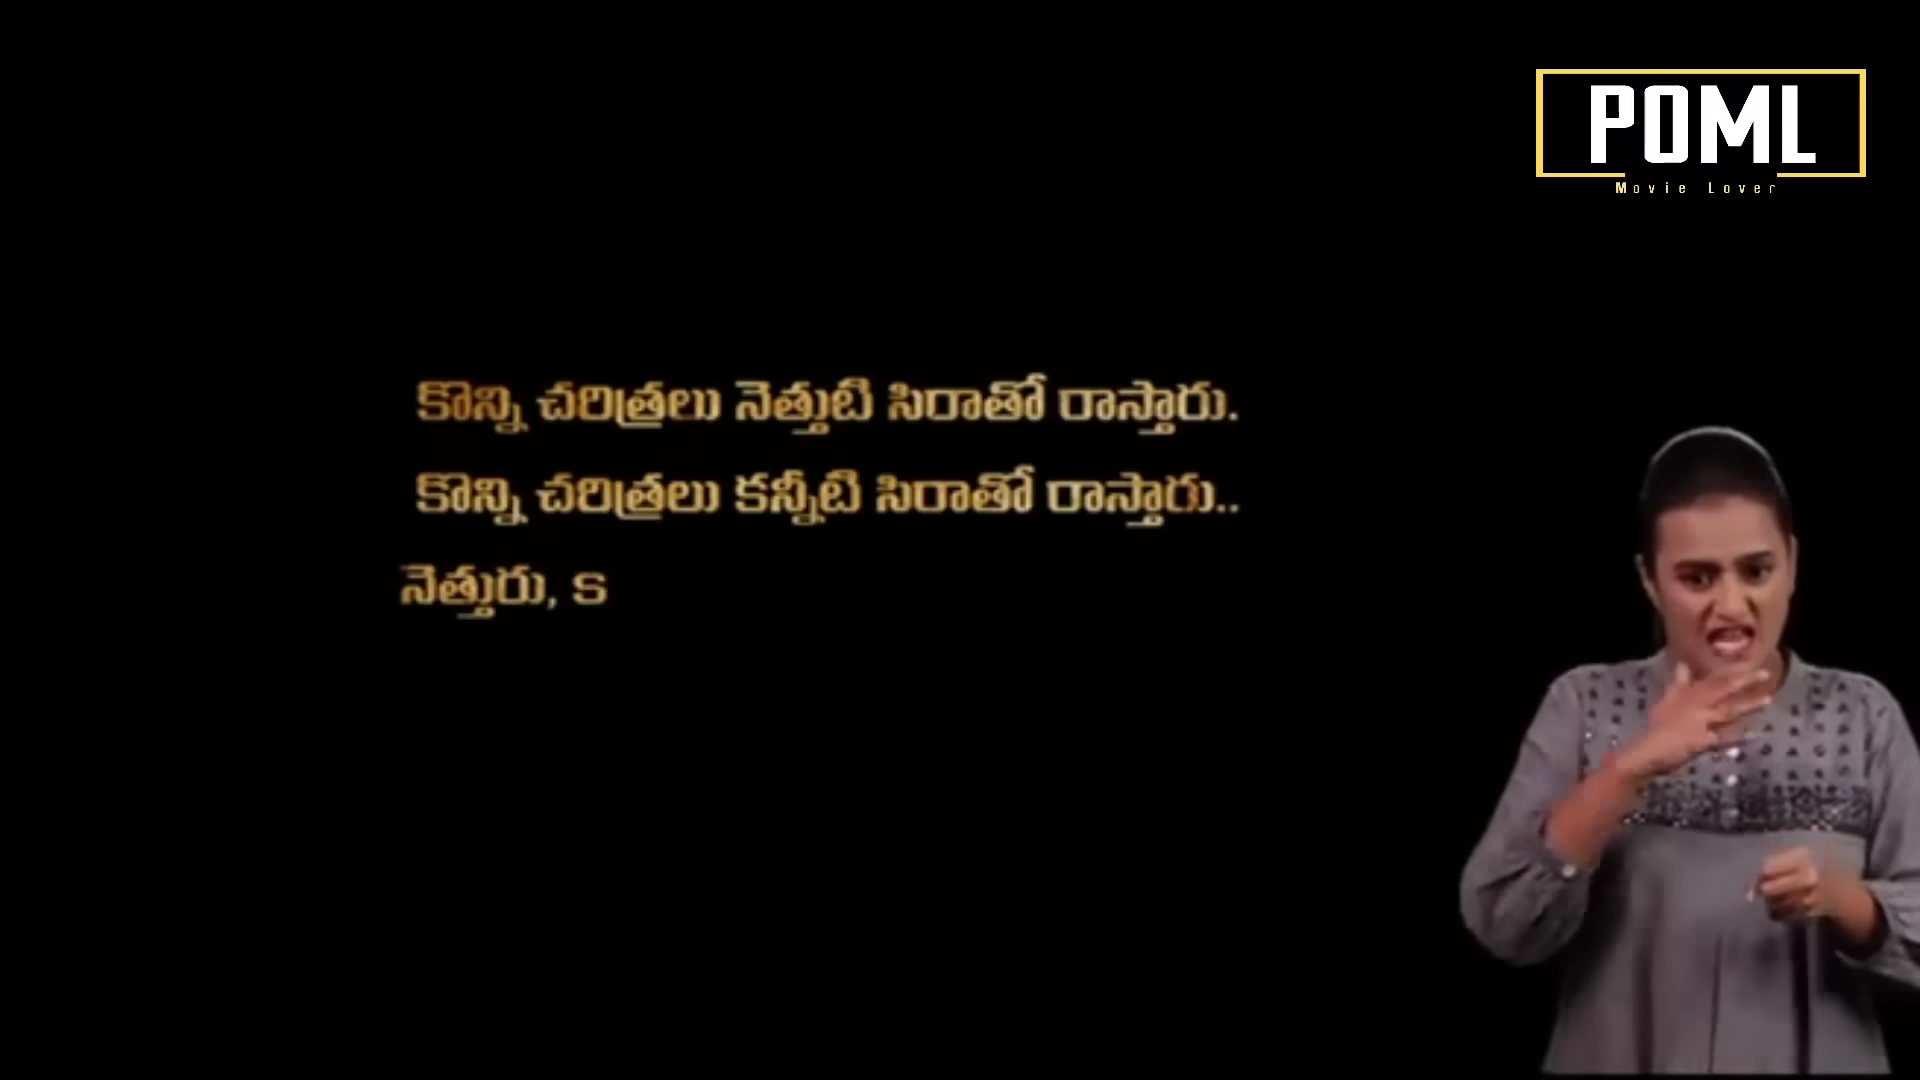 POML
Movie Lover
కొన్ని చరిత్రలు నెత్తుటి సిరాతో రాస్తారు.
కొన్ని చరిత్రలు కన్నీటి సిరాతో రాస్తారు..
నెత్తురు, క